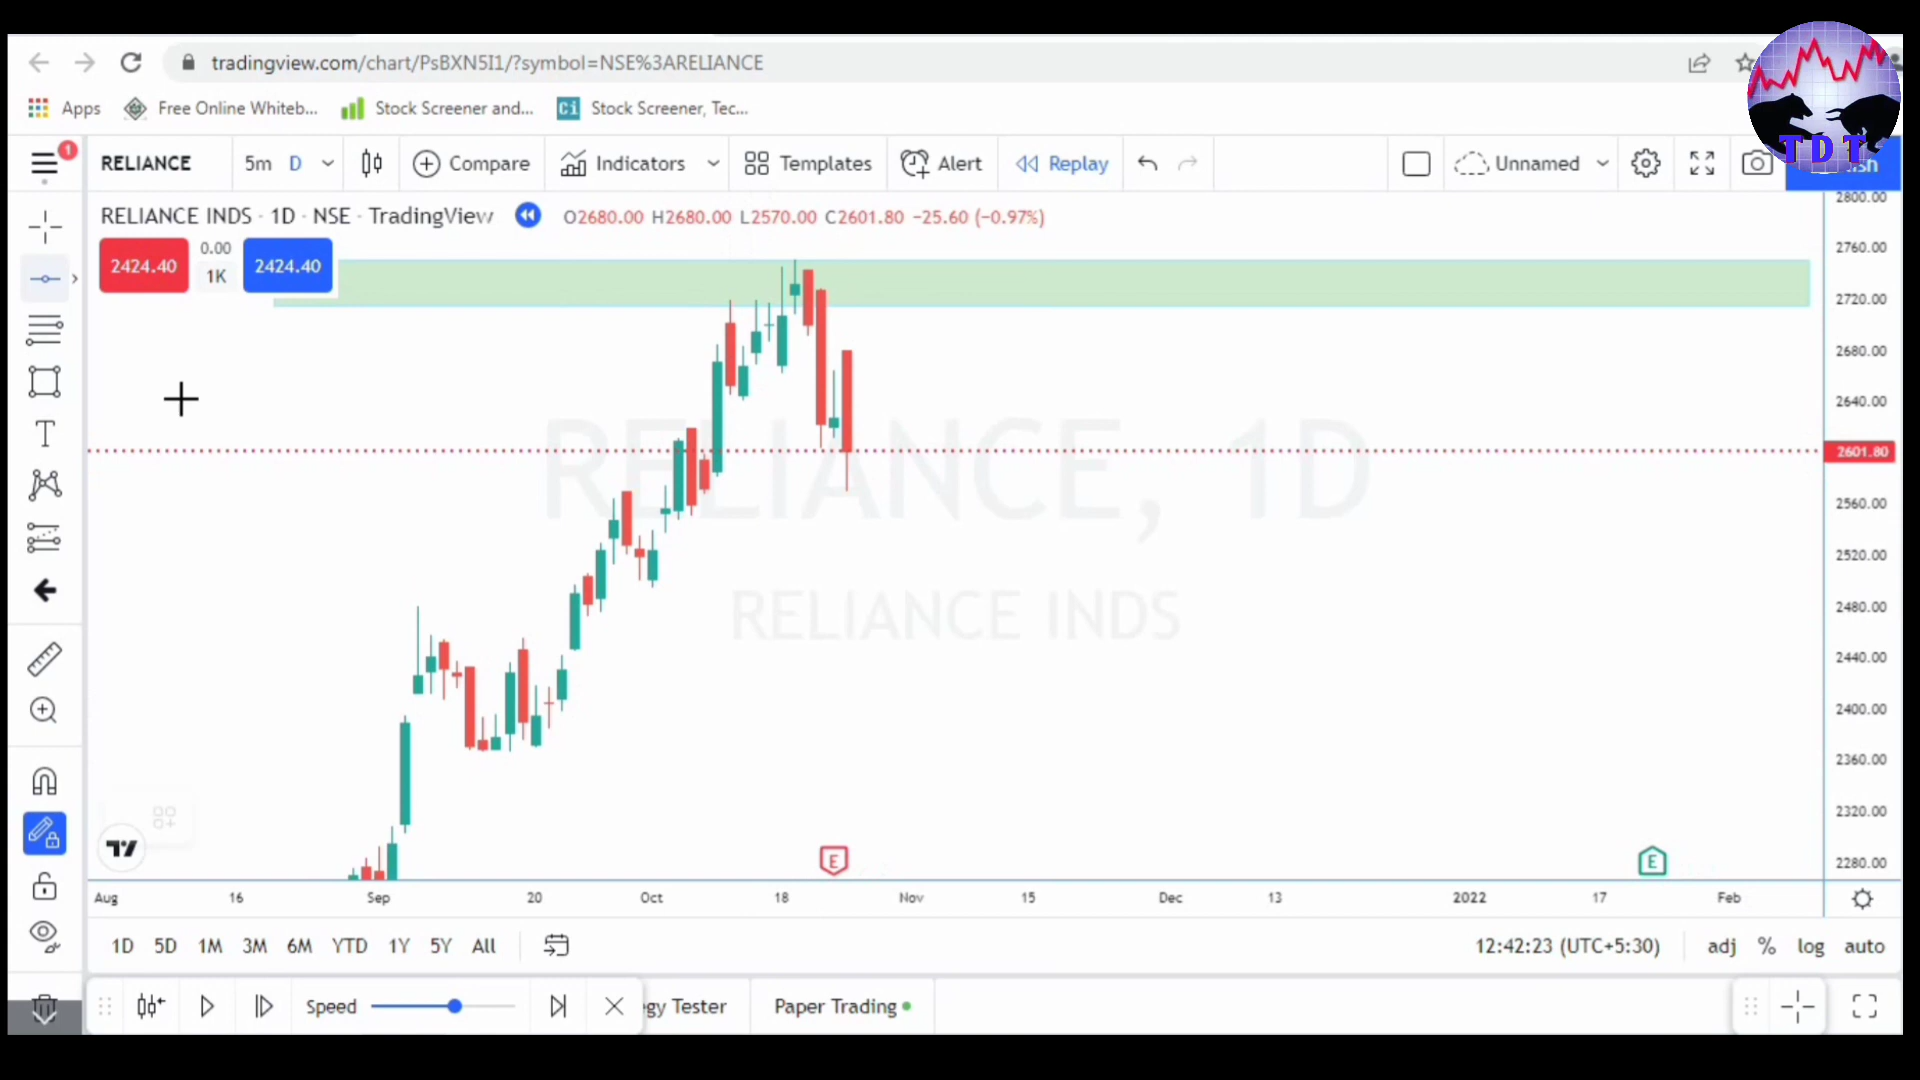 tradingview.com/chart/PsBXN5I1/?symbol=NSE%3ARELIANCE
Apps Free Online Whiteb... Stock Screener and... Ci Stock Screener, Tec...
TDT
1 RELIANCE 5m D Compare Indicators Templates Alert Replay Unnamed
RELIANCE INDS · 1D · NSE · TradingView O2680.00 H2680.00 L2570.00 C2601.80 −25.60 (−0.97%)
2424.40 0.00 1K 2424.40
2800.00
2760.00
2720.00
2680.00
2640.00
2601.80
2560.00
2520.00
2480.00
2440.00
2400.00
2360.00
2320.00
2280.00
RELIANCE, 1D
RELIANCE INDS
T
E E
Aug 16 Sep 20 Oct 18 Nov 15 Dec 13 2022 17 Feb
1D 5D 1M 3M 6M YTD 1Y 5Y All 12:42:23 (UTC+5:30) adj % log auto
Speed gy Tester Paper Trading